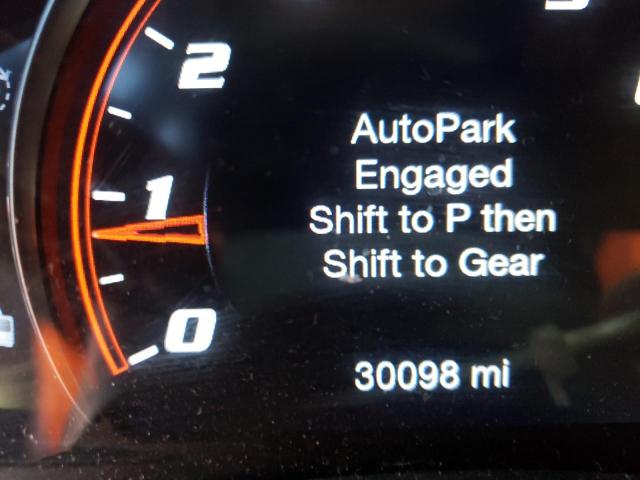 2
1
0
AutoPark
Engaged
Shift to P then
Shift to Gear
30098 mi